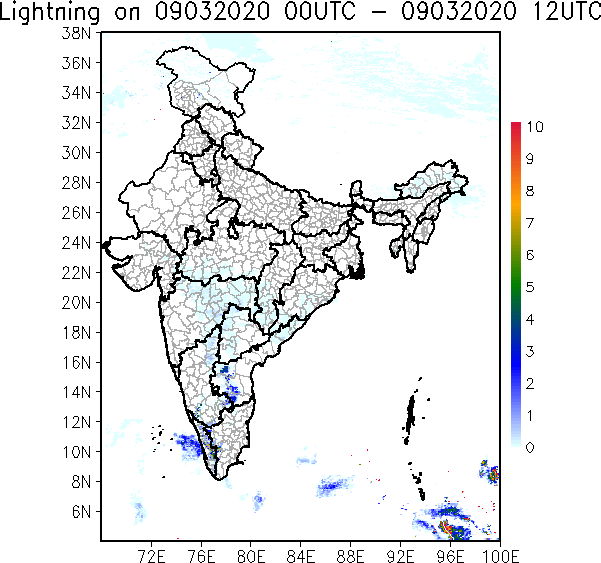 Lightning on 09032020 00UTC − 09032020 12UTC
38N
36N
34N
32N
30N
28N
26N
24N
22N
20N
18N
16N
14N
12N
10N
8N
6N
72E 76E 80E 84E 88E 92E 96E 100E
10
9
8
7
6
5
4
3
2
1
0